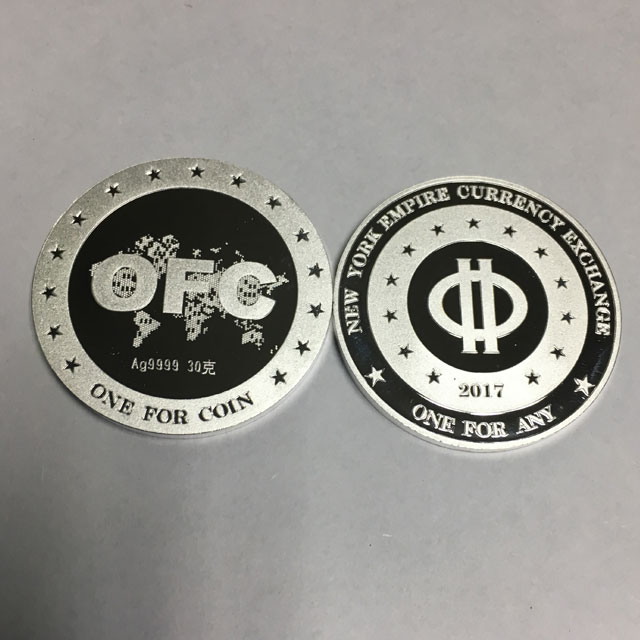 OFC
Ag9999 30克
ONE FOR COIN
NEW YORK EMPIRE CURRENCY EXCHANGE
2017
ONE FOR ANY